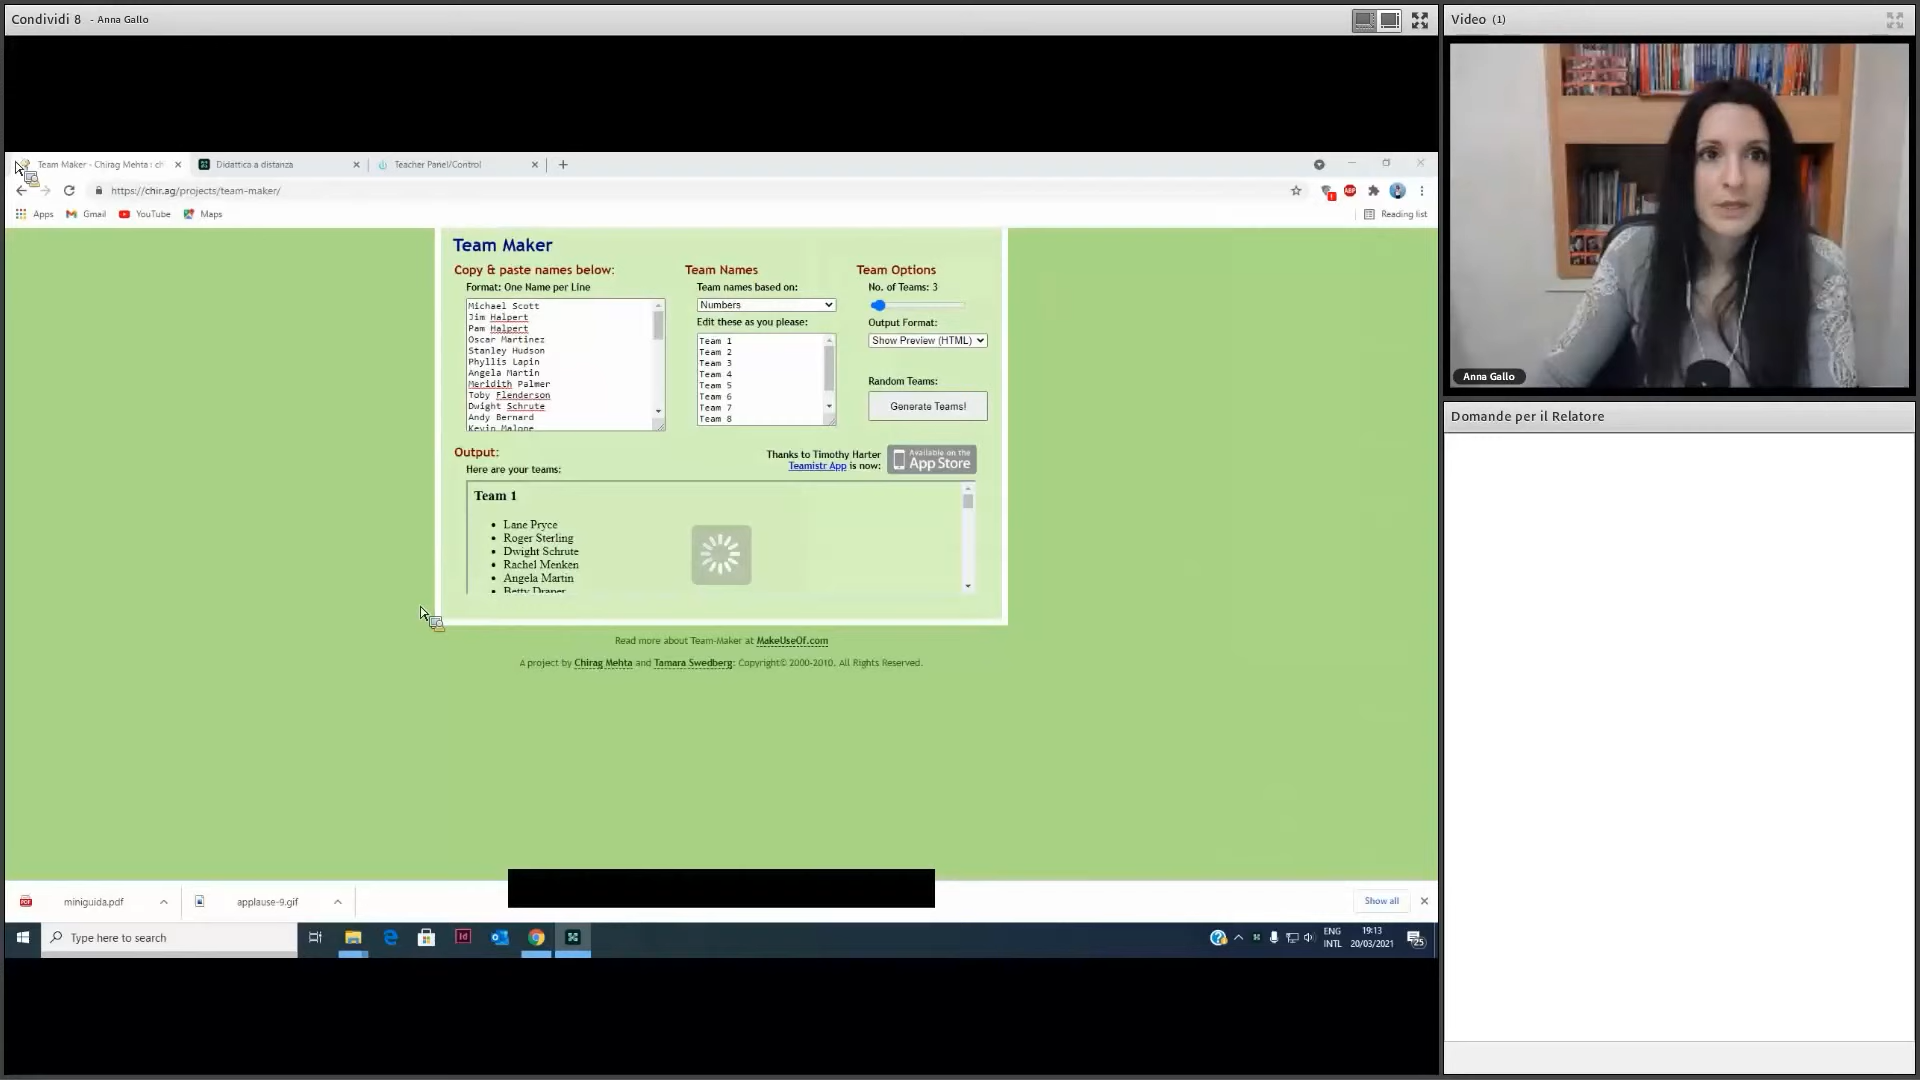 Condividi 8 - Anna Gallo
Team Maker - Chirag Mehta : ch
Didattica a distanza
Teacher Panel/Control
https://chir.ag/projects/team-maker/
Apps
Gmail
YouTube
Maps
Reading list
Team Maker
Copy & paste names below:
Format: One Name per Line
Michael Scott
Jim Halpert
Pam Halpert
Oscar Martinez
Stanley Hudson
Phyllis Lapin
Angela Martin
Meridith Palmer
Toby Flenderson
Dwight Schrute
Andy Bernard
Kevin Malone
Team Names
Team names based on:
Numbers
Edit these as you please:
Team 1
Team 2
Team 3
Team 4
Team 5
Team 6
Team 7
Team 8
Team Options
No. of Teams: 3
Output Format:
Show Preview (HTML)
Random Teams:
Generate Teams!
Output:
Here are your teams:
Thanks to Timothy Harter
Teamistr App is now:
Available on the
App Store
Team 1
Lane Pryce
Roger Sterling
Dwight Schrute
Rachel Menken
Angela Martin
Betty Draper
Read more about Team-Maker at MakeUseOf.com
A project by Chirag Mehta and Tamara Swedberg: Copyright© 2000-2010. All Rights Reserved.
miniguida.pdf
applause-9.gif
Show all
Type here to search
ENG
INTL
19:13
20/03/2021
25
Video (1)
Anna Gallo
Domande per il Relatore